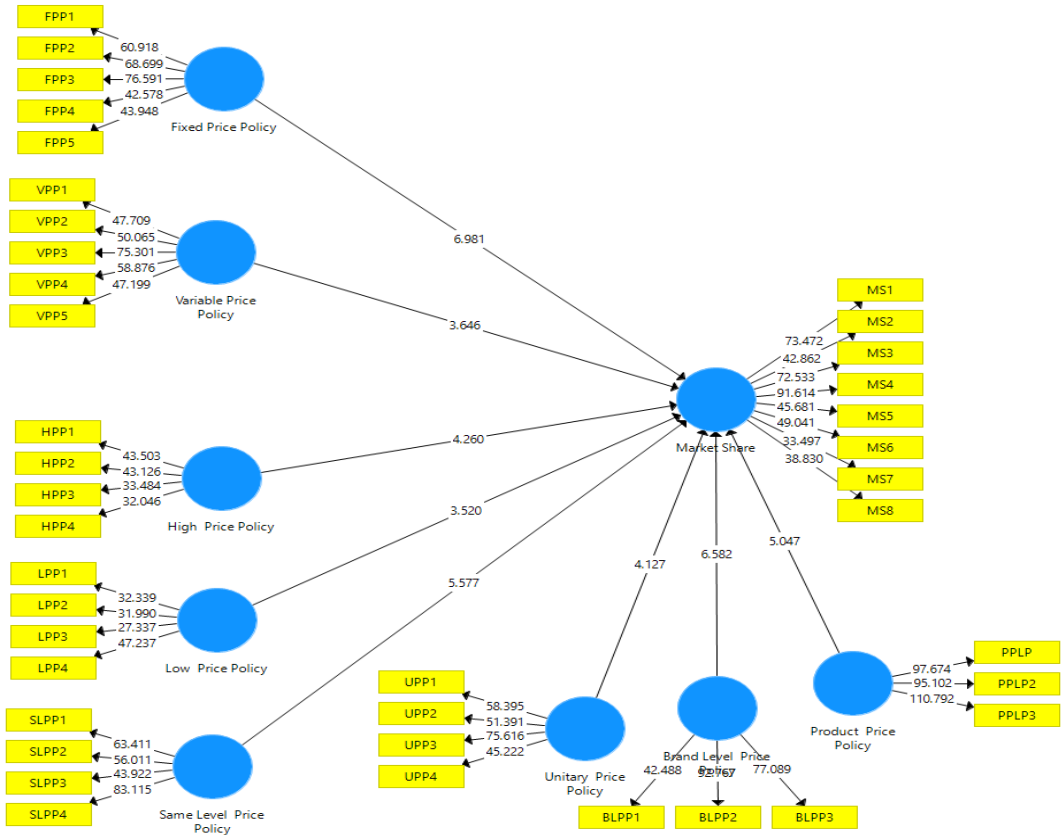 FPP1
FPP2
FPP3
FPP4
FPP5
60.918
68.699
76.591
42.578
43.948
Fixed Price Policy
VPP1
VPP2
VPP3
VPP4
VPP5
47.709
50.065
75.301
58.876
47.199
Variable Price
Policy
HPP1
HPP2
HPP3
HPP4
43.503
43.126
33.484
32.046
High Price Policy
LPP1
LPP2
LPP3
LPP4
32.339
31.990
27.337
47.237
Low Price Policy
SLPP1
SLPP2
SLPP3
SLPP4
63.411
56.011
43.922
83.115
Same Level Price
Policy
6.981
3.646
4.260
3.520
5.577
4.127
6.582
5.047
Market Share
73.472
42.862
72.533
91.614
45.681
49.041
33.497
38.830
MS1
MS2
MS3
MS4
MS5
MS6
MS7
MS8
UPP1
UPP2
UPP3
UPP4
58.395
51.391
75.616
45.222
Unitary Price
Policy
Brand Level Price
Policy
42.488
92.767
77.089
BLPP1
BLPP2
BLPP3
Product Price
Policy
97.674
95.102
110.792
PPLP
PPLP2
PPLP3